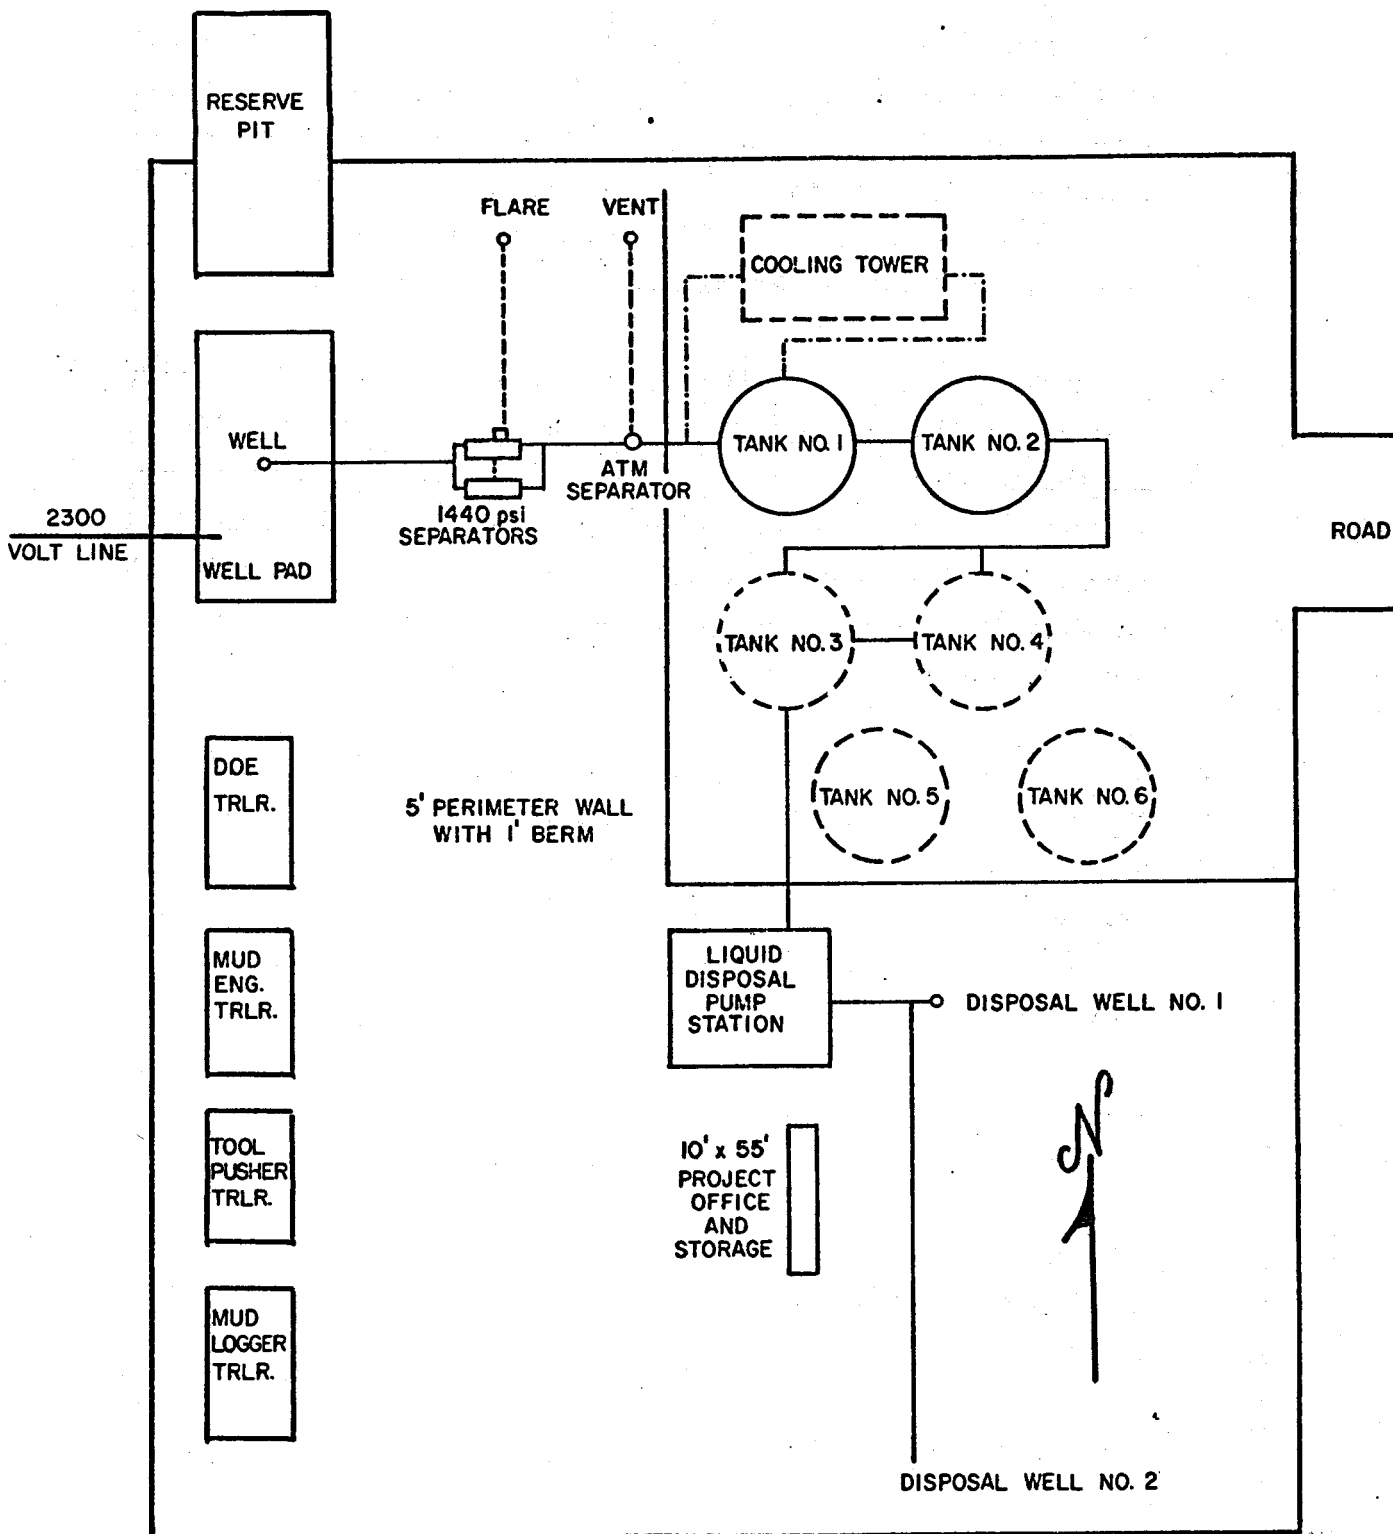 RESERVE
PIT
FLARE
VENT
COOLING TOWER
WELL
TANK NO. 1
TANK NO. 2
ATM
SEPARATOR
1440 psi
SEPARATORS
2300
VOLT LINE
WELL PAD
ROAD
TANK NO. 3
TANK NO. 4
DOE
TRLR.
5' PERIMETER WALL
WITH 1' BERM
TANK NO. 5
TANK NO. 6
MUD
ENG.
TRLR.
LIQUID
DISPOSAL
PUMP
STATION
DISPOSAL WELL NO. 1
TOOL
PUSHER
TRLR.
10' x 55'
PROJECT
OFFICE
AND
STORAGE
N
MUD
LOGGER
TRLR.
DISPOSAL WELL NO. 2